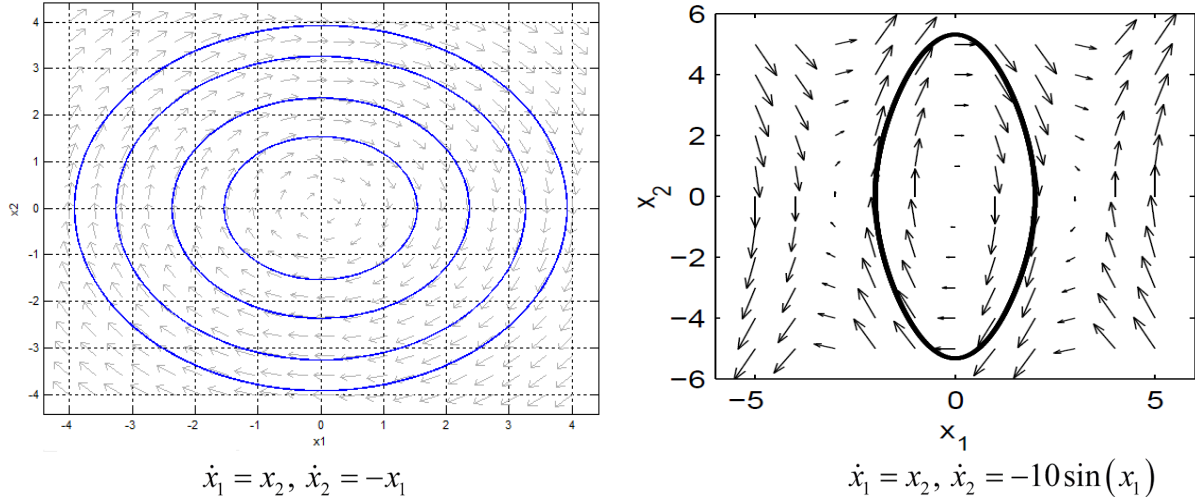 4
3
2
1
0
-1
-2
-3
-4
x2
-4 -3 -2 -1 0 1 2 3 4
x1
ẋ₁ = x₂, ẋ₂ = −x₁
6
4
2
0
−2
−4
−6
x₂
−5 0 5
x₁
ẋ₁ = x₂, ẋ₂ = −10 sin(x₁)